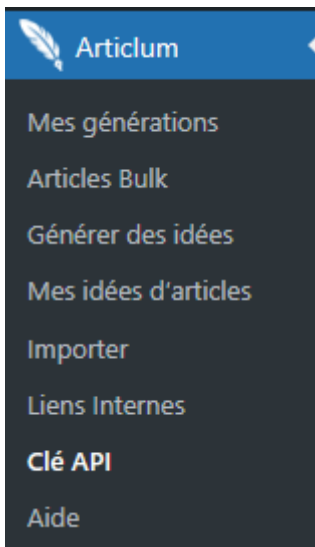 Articlum
Mes générations
Articles Bulk
Générer des idées
Mes idées d'articles
Importer
Liens Internes
Clé API
Aide